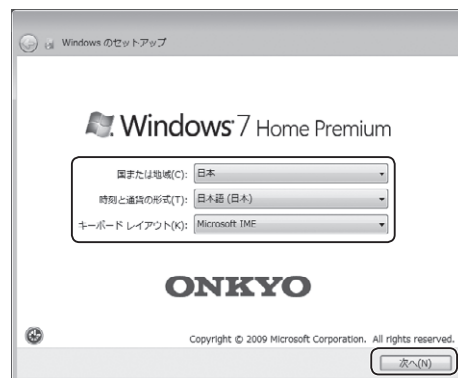 Windows のセットアップ
Windows 7 Home Premium
国または地域(C): 日本
時刻と通貨の形式(T): 日本語 (日本)
キーボード レイアウト(K): Microsoft IME
ONKYO
Copyright © 2009 Microsoft Corporation. All rights reserved.
次へ(N)